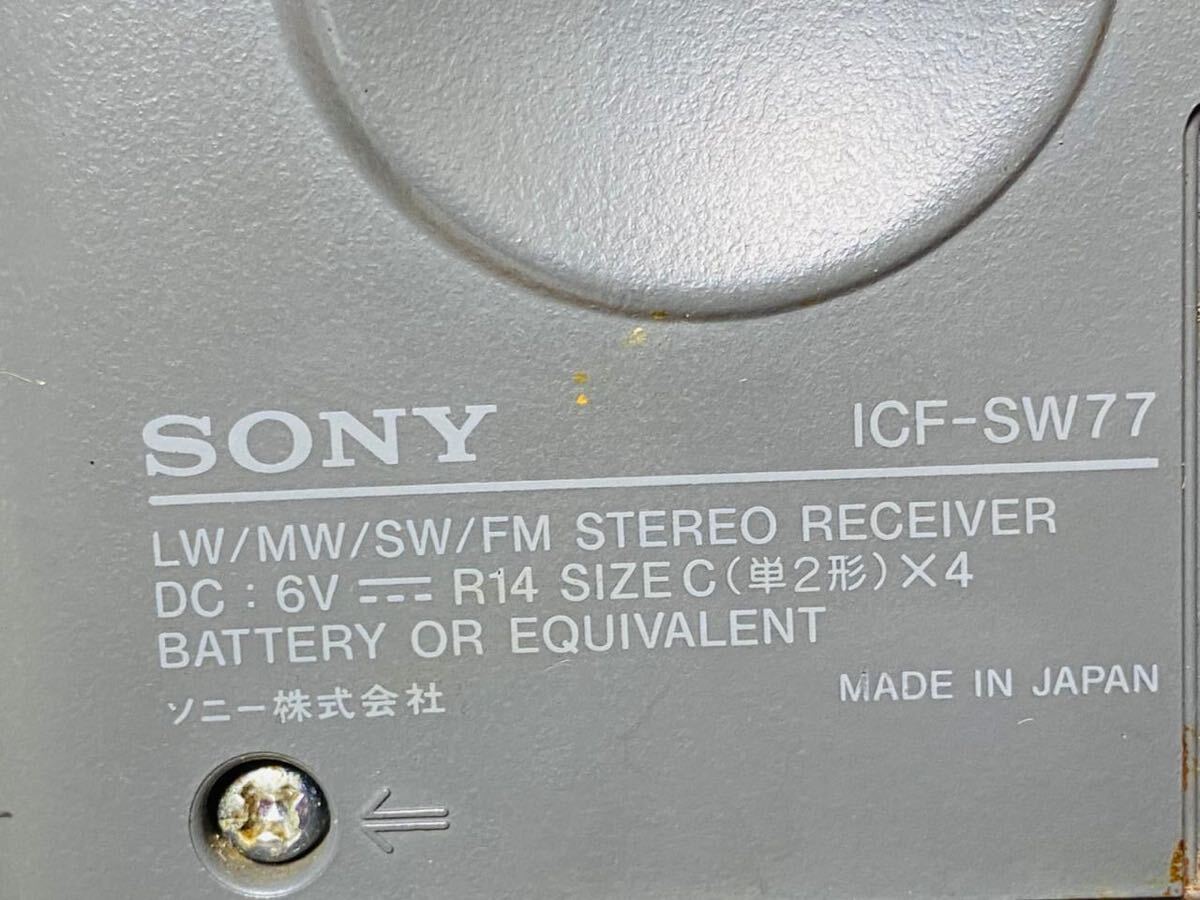 SONY ICF-SW77
LW/MW/SW/FM STEREO RECEIVER
DC : 6V ⎓ R14 SIZE C (単2形)×4
BATTERY OR EQUIVALENT
ソニー株式会社 MADE IN JAPAN